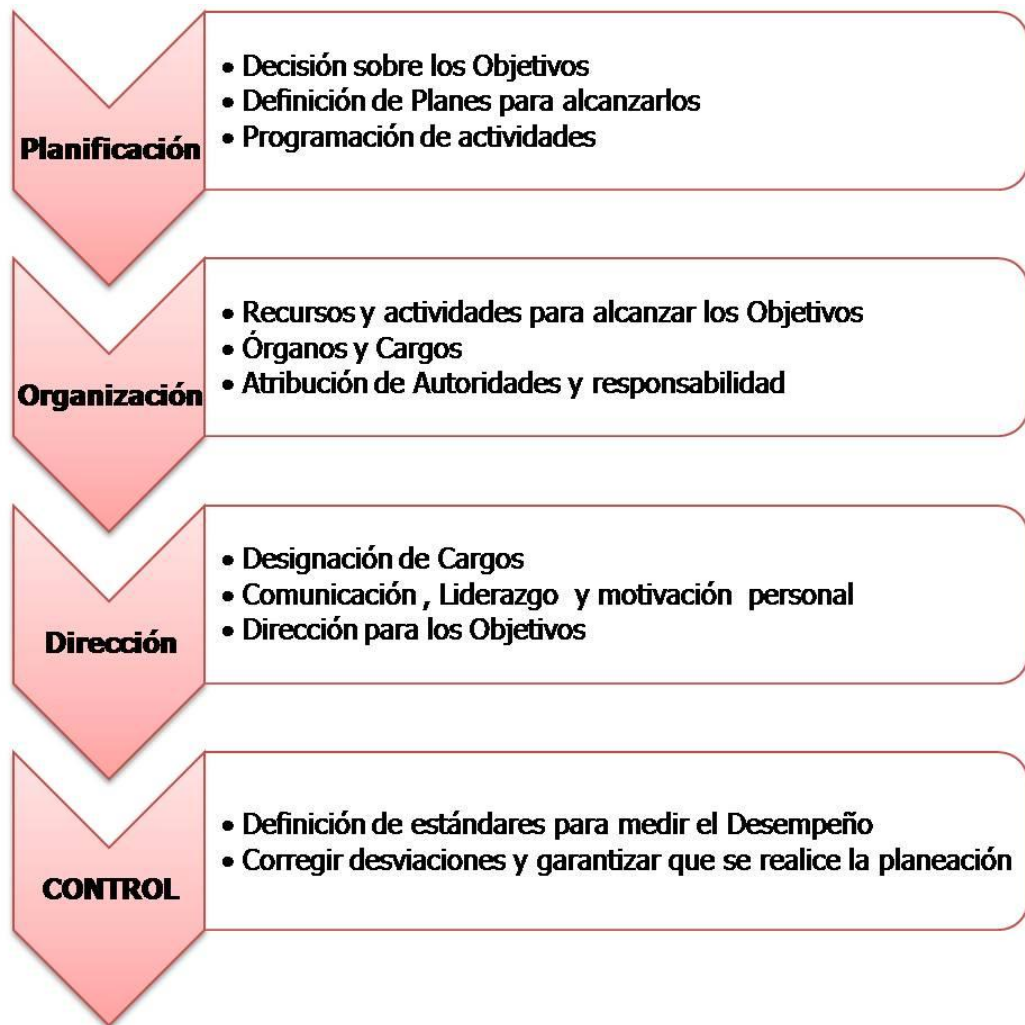 Planificación
• Decisión sobre los Objetivos
• Definición de Planes para alcanzarlos
• Programación de actividades
Organización
• Recursos y actividades para alcanzar los Objetivos
• Órganos y Cargos
• Atribución de Autoridades y responsabilidad
Dirección
• Designación de Cargos
• Comunicación , Liderazgo y motivación personal
• Dirección para los Objetivos
CONTROL
• Definición de estándares para medir el Desempeño
• Corregir desviaciones y garantizar que se realice la planeación